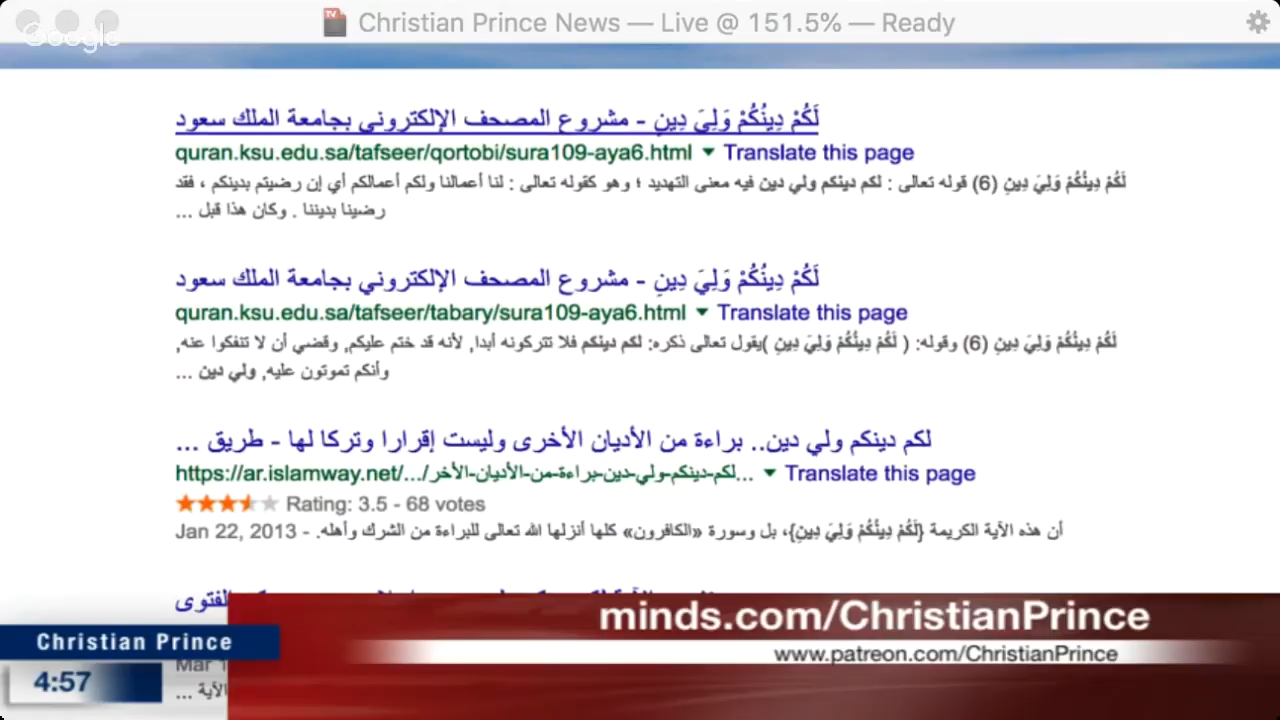 Christian Prince News — Live @ 151.5% — Ready
Google
لَكُمْ دِينُكُمْ وَلِيَ دِينِ - مشروع المصحف الإلكتروني بجامعة الملك سعود
quran.ksu.edu.sa/tafseer/qortobi/sura109-aya6.html ▼ Translate this page
لَكُمْ دِينُكُمْ وَلِيَ دِينِ (6) قوله تعالى : لكم دينكم ولي دين فيه معنى التهديد ؛ وهو كقوله تعالى : لنا أعمالنا ولكم أعمالكم أي إن رضيتم بدينكم ، فقد
رضينا بديننا . وكان هذا قبل ...
لَكُمْ دِينُكُمْ وَلِيَ دِينِ - مشروع المصحف الإلكتروني بجامعة الملك سعود
quran.ksu.edu.sa/tafseer/tabary/sura109-aya6.html ▼ Translate this page
لَكُمْ دِينُكُمْ وَلِيَ دِينِ (6) وقوله: ( لَكُمْ دِينُكُمْ وَلِيَ دِينِ )يقول تعالى ذكره: لكم دينكم فلا تتركونه أبدا, لأنه قد ختم عليكم, وقضي أن لا تنفكوا عنه,
وأنكم تموتون عليه, ولي دين ...
لكم دينكم ولي دين.. براءة من الأديان الأخرى وليست إقرارا وتركا لها - طريق ...
https://ar.islamway.net/.../لكم-دينكم-ولي-دين-براءة-من-الأديان-الأخر... ▼ Translate this page
Rating: 3.5 - 68 votes
Jan 22, 2013 - أن هذه الآية الكريمة {لَكُمْ دِينُكُمْ وَلِيَ دِينِ}، بل وسورة «الكافرون» كلها أنزلها الله تعالى للبراءة من الشرك وأهله.
الفتوى
minds.com/ChristianPrince
Christian Prince
www.patreon.com/ChristianPrince
Mar
4:57
... الآية